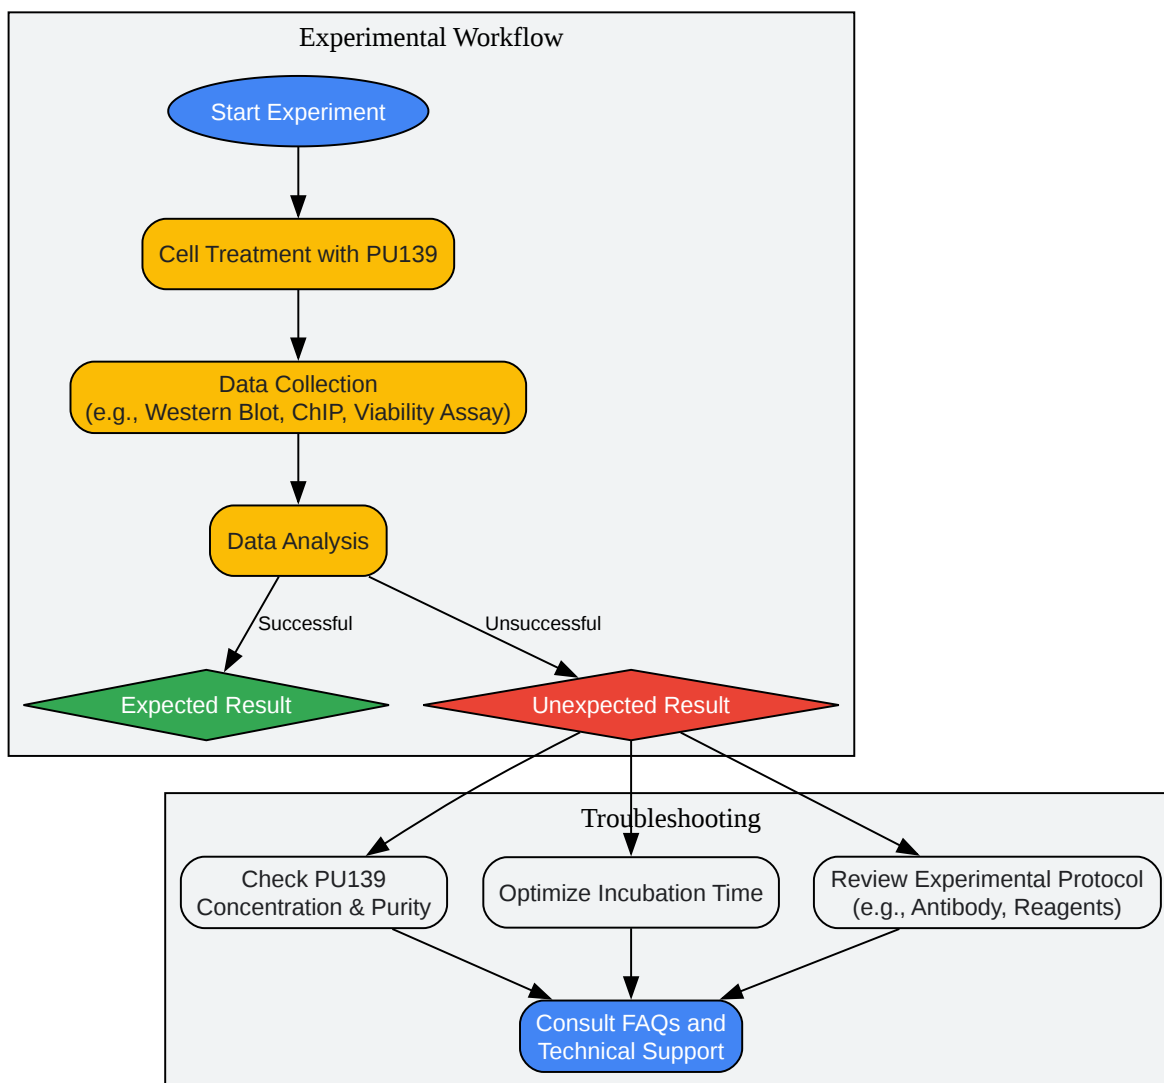 Experimental Workflow
Start Experiment
Cell Treatment with PU139
Data Collection
(e.g., Western Blot, ChIP, Viability Assay)
Data Analysis
Successful
Unsuccessful
Expected Result
Unexpected Result
Troubleshooting
Check PU139
Concentration & Purity
Optimize Incubation Time
Review Experimental Protocol
(e.g., Antibody, Reagents)
Consult FAQs and
Technical Support